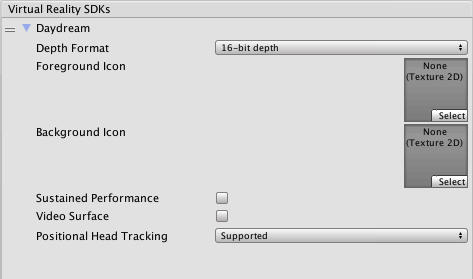 Virtual Reality SDKs
Daydream
Depth Format 16-bit depth
Foreground Icon None
(Texture 2D)
Select
Background Icon None
(Texture 2D)
Select
Sustained Performance
Video Surface
Positional Head Tracking Supported